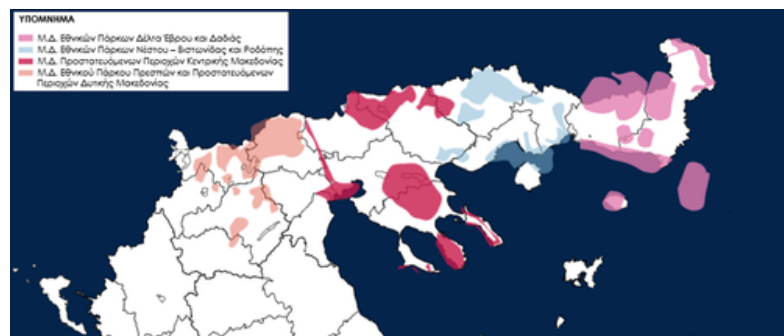 ΥΠΟΜΝΗΜΑ
Μ.Δ. Εθνικών Πάρκων Δέλτα Έβρου και Δαδιάς
Μ.Δ. Εθνικών Πάρκων Νέστου – Βιστωνίδας και Ροδόπης
Μ.Δ. Προστατευόμενων Περιοχών Κεντρικής Μακεδονίας
Μ.Δ. Εθνικού Πάρκου Πρεσπών και Προστατευόμενων
Περιοχών Δυτικής Μακεδονίας